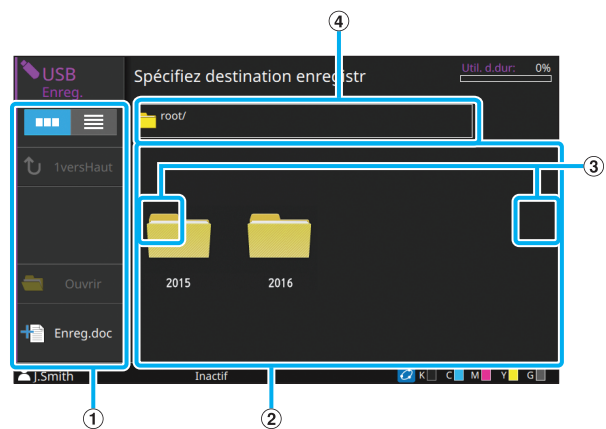 ④
USB
Enreg.
Spécifiez destination enregistr
Util. d.dur: 0%
root/
1versHaut
③
2015 2016
Ouvrir
Enreg.doc
J.Smith Inactif K C M Y G
① ②